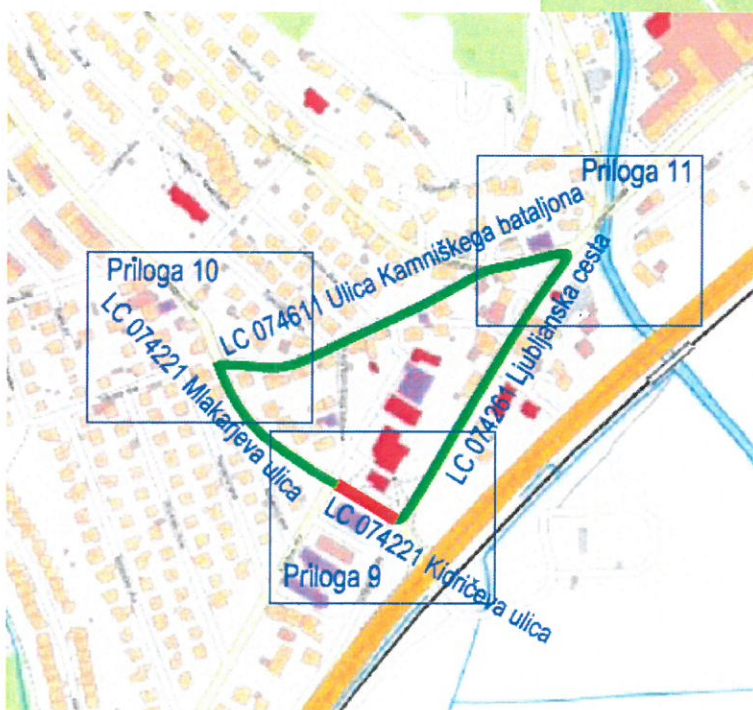 Priloga 11
LC 074611 Ulica Kamniškega bataljona
Priloga 10
LC 074221 Mlakarjeva ulica
LC 074261 Ljubljanska cesta
LC 074221 Kidričeva ulica
Priloga 9